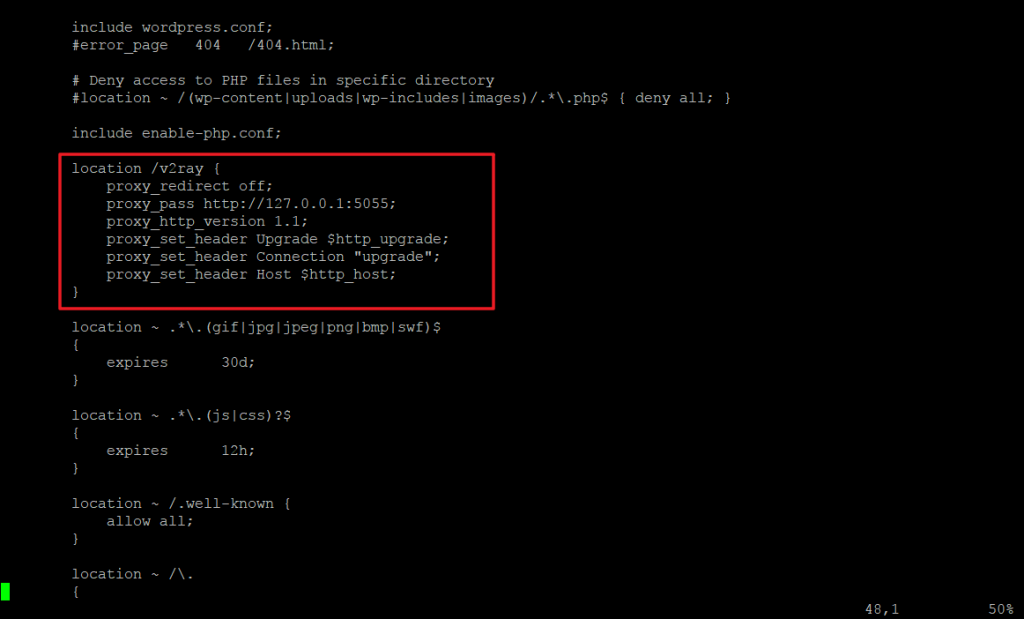 include wordpress.conf;
#error_page   404   /404.html;
# Deny access to PHP files in specific directory
#location ~ /(wp-content|uploads|wp-includes|images)/.*\.php$ { deny all; }
include enable-php.conf;
location /v2ray {
proxy_redirect off;
proxy_pass http://127.0.0.1:5055;
proxy_http_version 1.1;
proxy_set_header Upgrade $http_upgrade;
proxy_set_header Connection "upgrade";
proxy_set_header Host $http_host;
}
location ~ .*\.(gif|jpg|jpeg|png|bmp|swf)$
{
expires      30d;
}
location ~ .*\.(js|css)?$
{
expires      12h;
}
location ~ /.well-known {
allow all;
}
location ~ /\.
{
48,1          50%